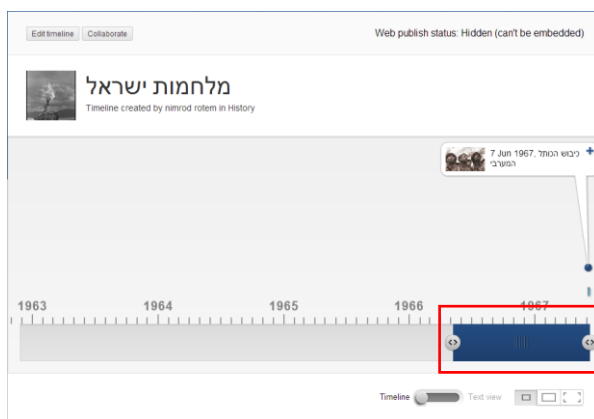 Edit timeline Collaborate
Web publish status: Hidden (can't be embedded)
מלחמות ישראל
Timeline created by nimrod rotem in History
7 Jun 1967, כיבוש הכותל
המערבי
1963 1964 1965 1966 1967
Timeline Text view